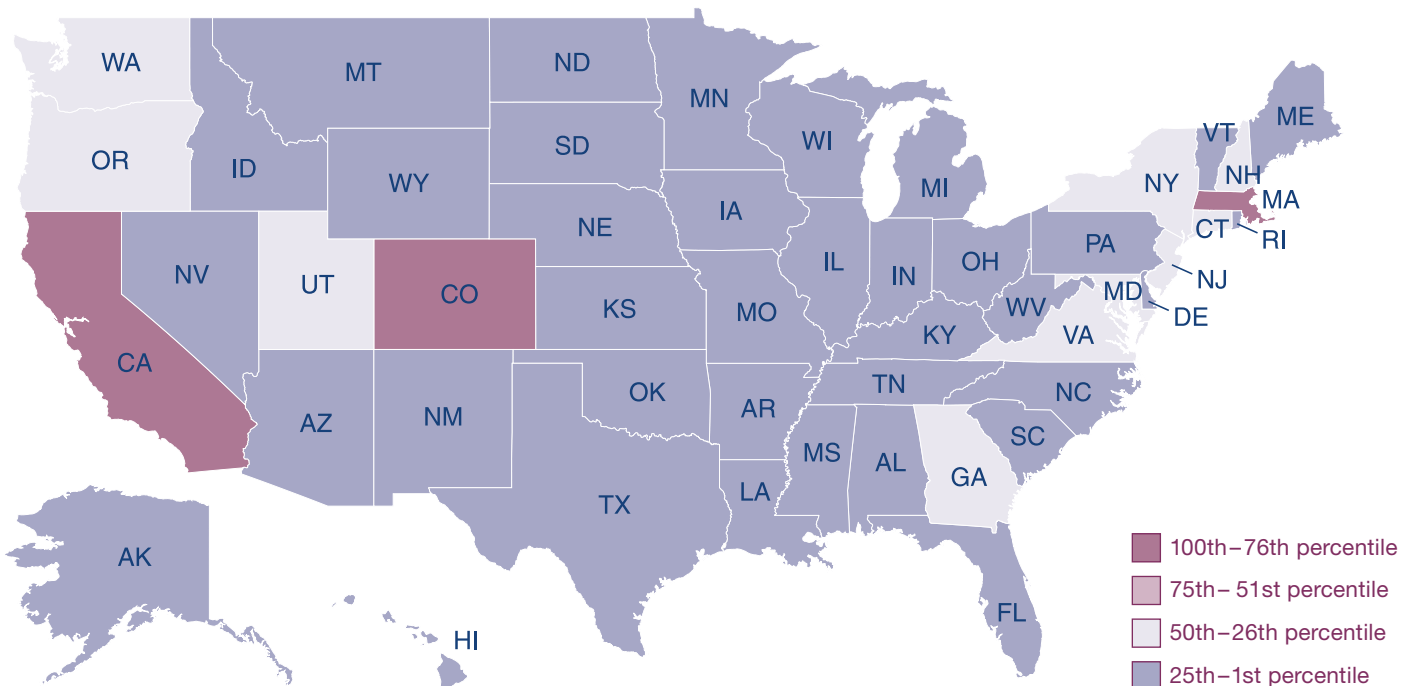 WA
MT
ND
MN
OR
ID
WY
SD
WI
MI
NE
IA
NV
UT
CO
KS
MO
IL
IN
OH
PA
NY
VT
NH
ME
MA
CT
RI
NJ
MD
DE
WV
VA
KY
CA
AZ
NM
OK
AR
TN
NC
SC
TX
LA
MS
AL
GA
FL
AK
HI
100th–76th percentile
75th–51st percentile
50th–26th percentile
25th–1st percentile